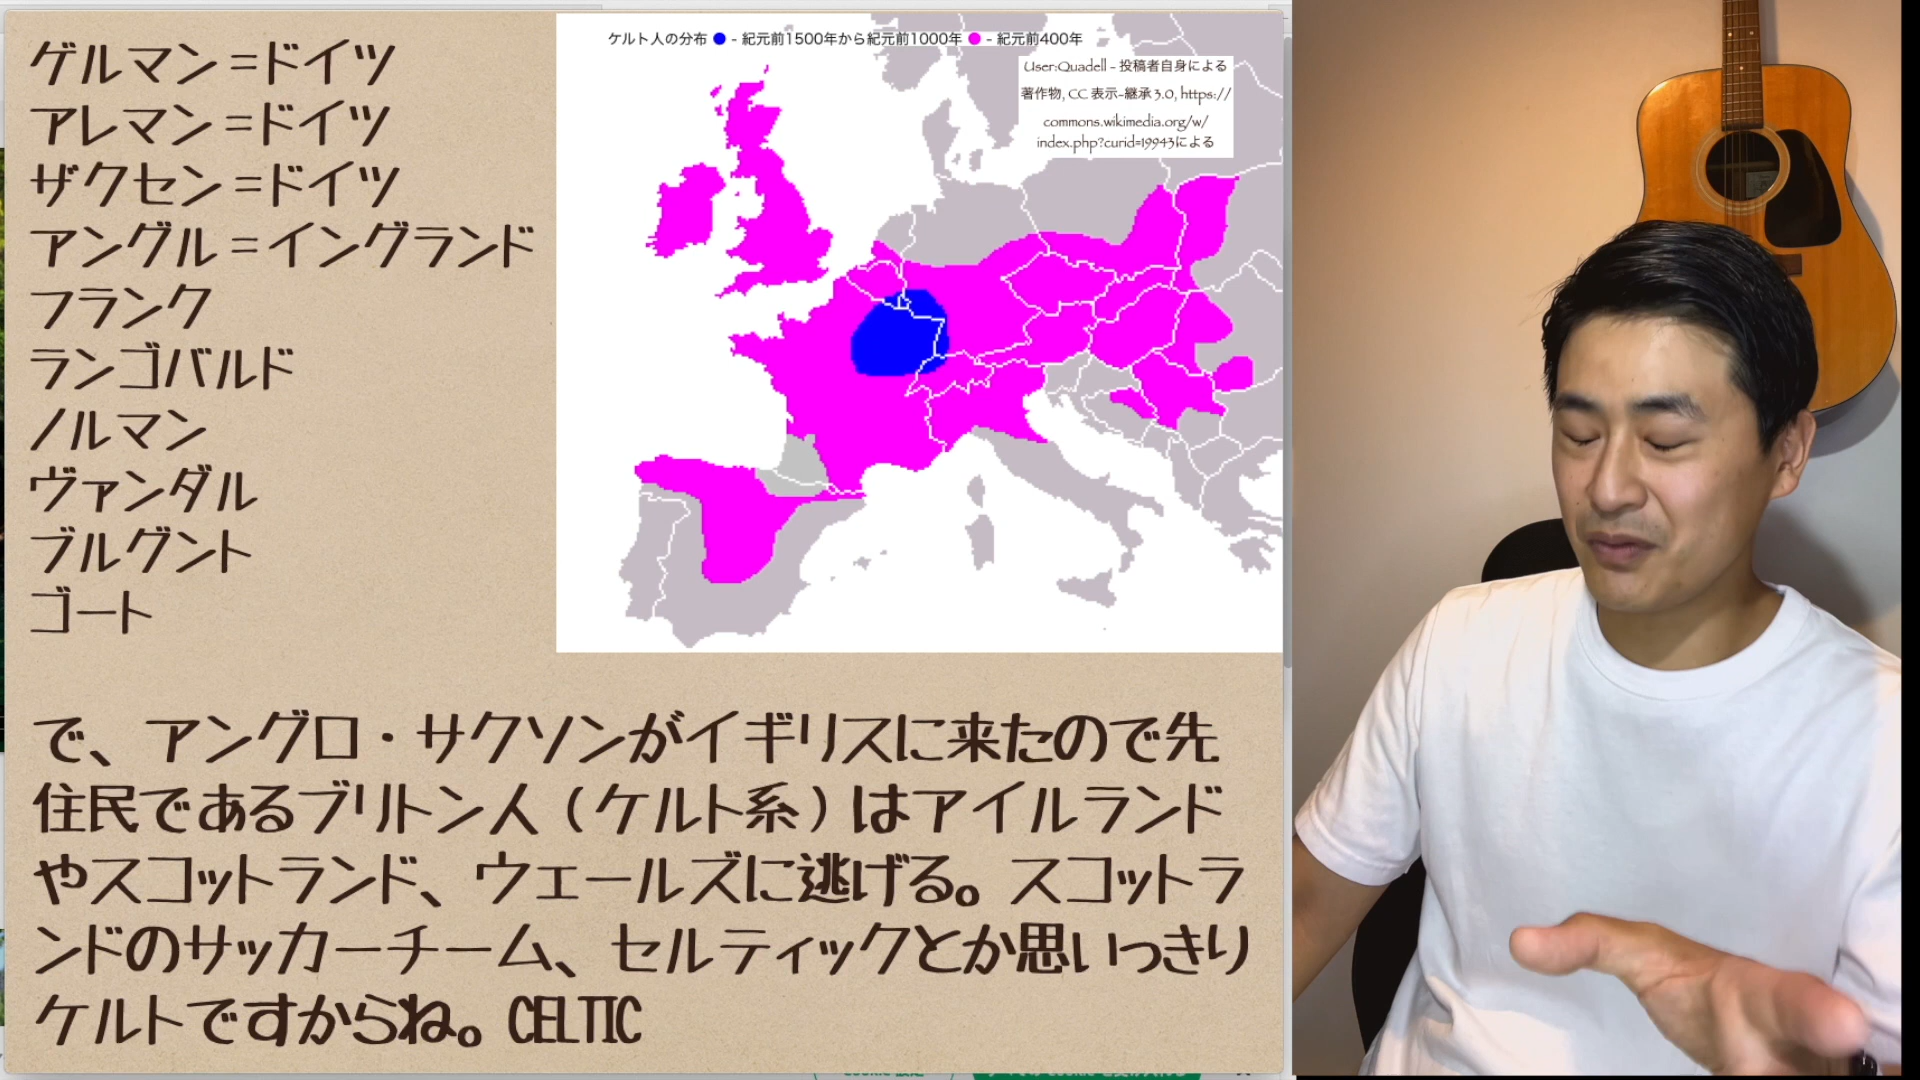 ゲルマン=ドイツ
アレマン=ドイツ
ザクセン=ドイツ
アングル=イングランド
フランク
ランゴバルド
ノルマン
ヴァンダル
ブルグント
ゴート
ケルト人の分布 ● - 紀元前1500年から紀元前1000年 ● - 紀元前400年
User:Quadell - 投稿者自身による
著作物, CC 表示-継承 3.0, https://
commons.wikimedia.org/w/
index.php?curid=19943による
で、アングロ・サクソンがイギリスに来たので先
住民であるブリトン人(ケルト系)はアイルランド
やスコットランド、ウェールズに逃げる。スコットラ
ンドのサッカーチーム、セルティックとか思いっきり
ケルトですからね。CELTIC